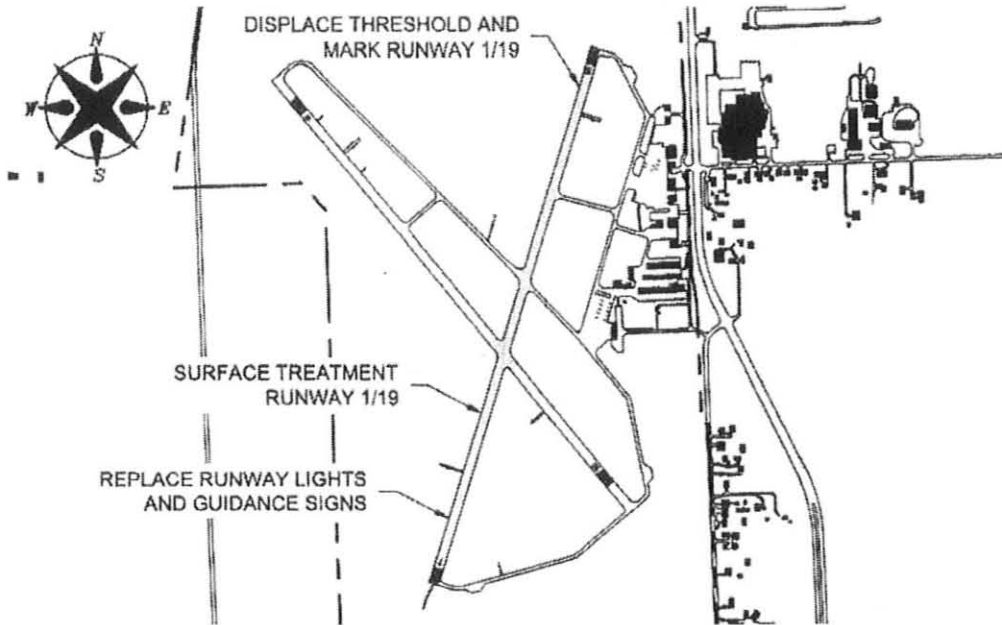 DISPLACE THRESHOLD AND
MARK RUNWAY 1/19
N
W
E
S
SURFACE TREATMENT
RUNWAY 1/19
REPLACE RUNWAY LIGHTS
AND GUIDANCE SIGNS